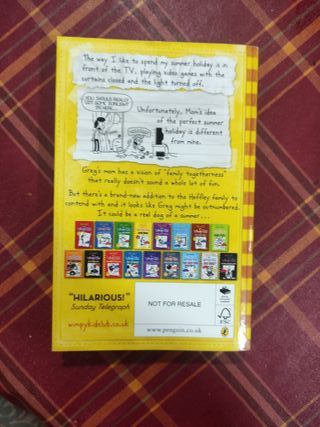 The way I like to spend my summer holiday is in
front of the TV, playing video games with the
curtains closed and the light turned off.
YOU SHOULD REALLY
GET SOME SUNLIGHT
IN HERE.
Unfortunately, Mom's idea
of the perfect summer
holiday is different
from mine.
Greg's mom has a vision of "family togetherness"
that really doesn't sound a whole lot of fun.
But there's a brand-new addition to the Heffley family to
contend with and it looks like Greg might be outnumbered.
It could be a real dog of a summer...
"HILARIOUS!"
Sunday Telegraph
wimpykidclub.co.uk
NOT FOR RESALE
www.penguin.co.uk
FSC